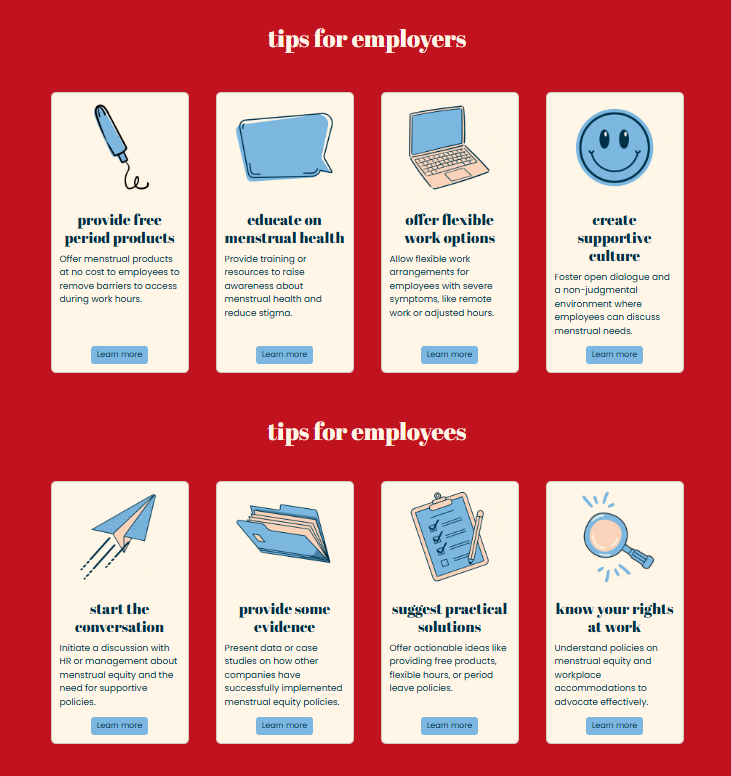 tips for employers
provide free
period products
Offer menstrual products
at no cost to employees to
remove barriers to access
during work hours.
Learn more
educate on
menstrual health
Provide training or
resources to raise
awareness about
menstrual health and
reduce stigma.
Learn more
offer flexible
work options
Allow flexible work
arrangements for
employees with severe
symptoms, like remote
work or adjusted hours.
Learn more
create
supportive
culture
Foster open dialogue and
a non-judgmental
environment where
employees can discuss
menstrual needs.
Learn more
tips for employees
start the
conversation
Initiate a discussion with
HR or management about
menstrual equity and the
need for supportive
policies.
Learn more
provide some
evidence
Present data or case
studies on how other
companies have
successfully implemented
menstrual equity policies.
Learn more
suggest practical
solutions
Offer actionable ideas like
providing free products,
flexible hours, or period
leave policies.
Learn more
know your rights
at work
Understand policies on
menstrual equity and
workplace
accommodations to
advocate effectively.
Learn more